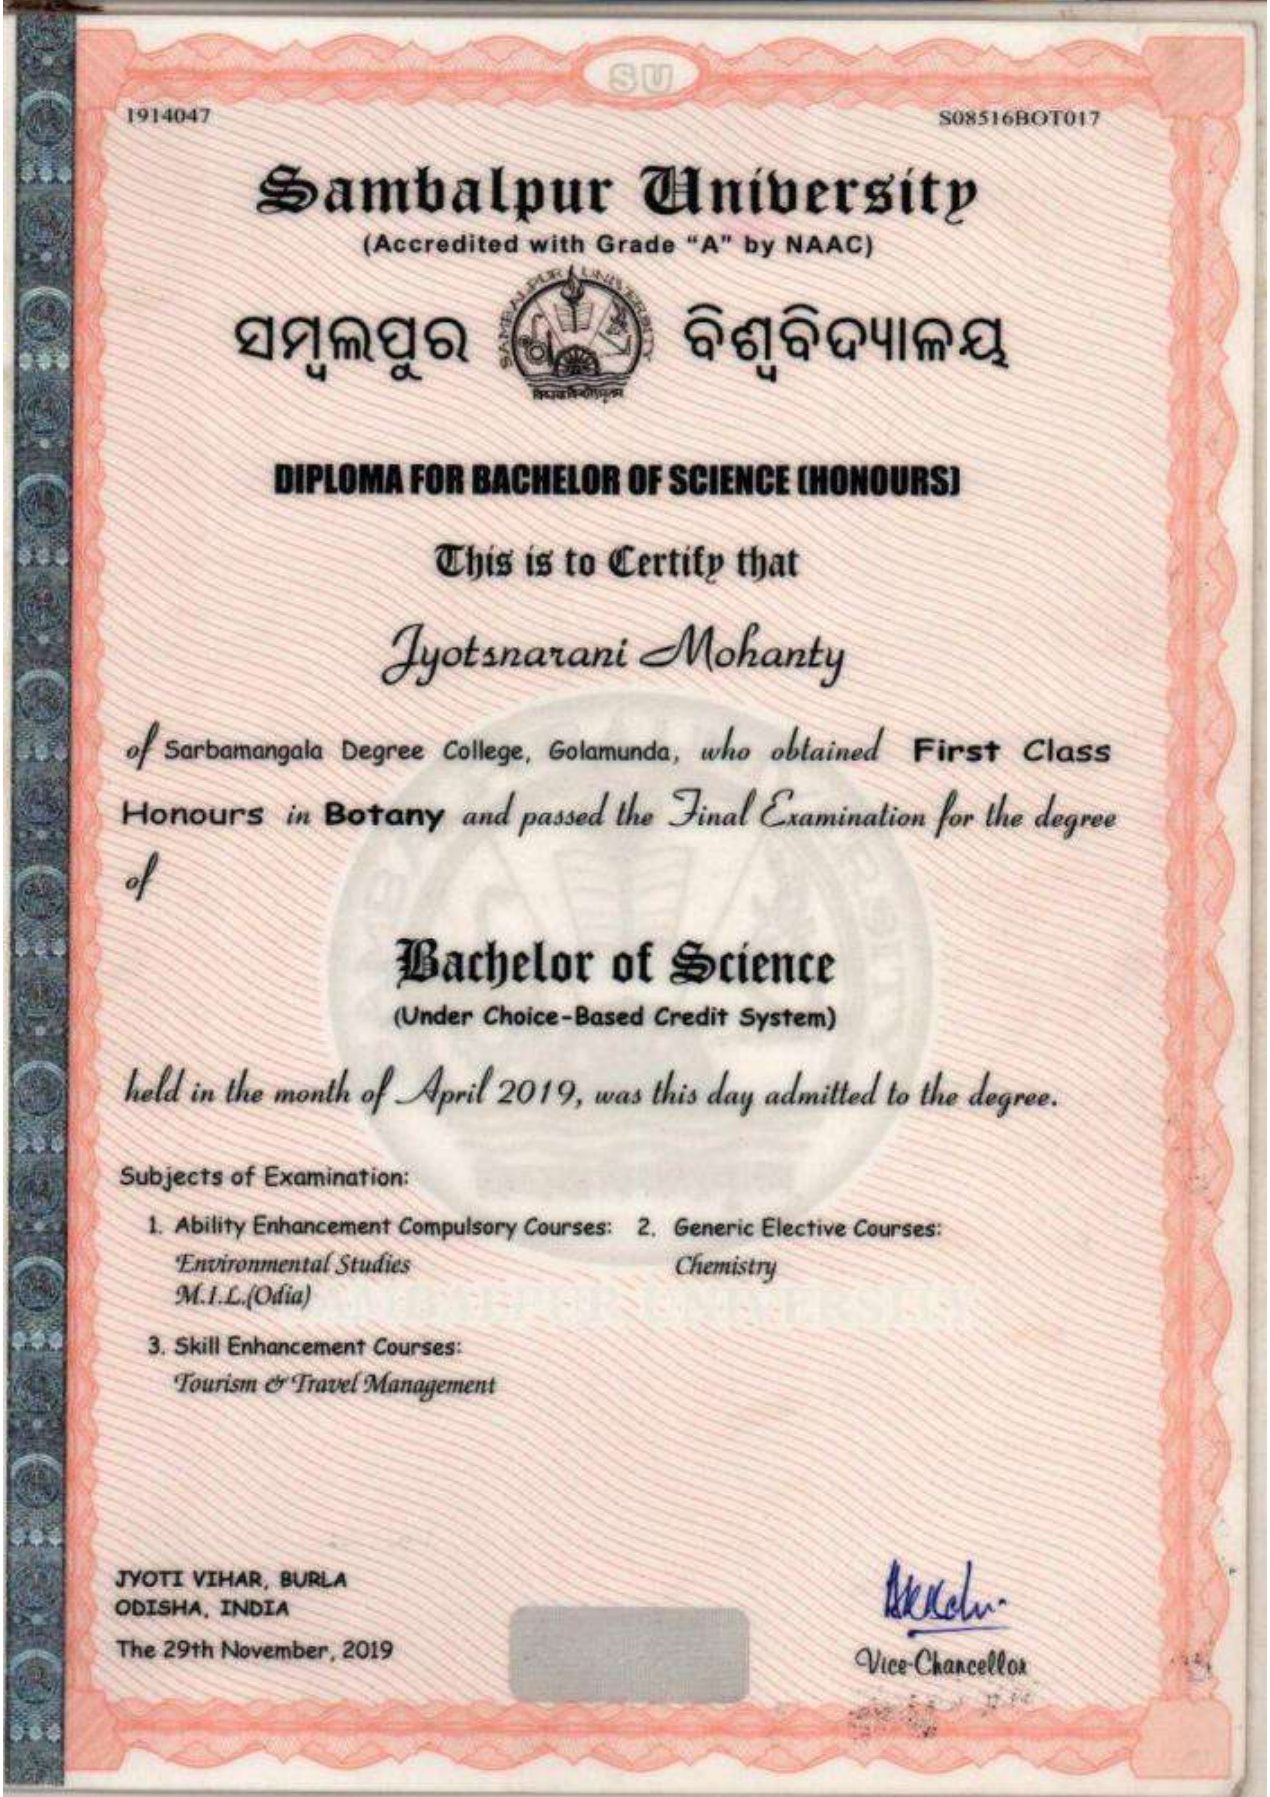 SU
1914047 S08516BOT017
Sambalpur University
(Accredited with Grade “A” by NAAC)
SAMBALPUR UNIVERSITY
ସମ୍ବଲପୁର ବିଶ୍ୱବିଦ୍ୟାଳୟ
DIPLOMA FOR BACHELOR OF SCIENCE (HONOURS)
This is to Certify that
Jyotsnarani Mohanty
of Sarbamangala Degree College, Golamunda, who obtained First Class
Honours in Botany and passed the Final Examination for the degree
of
Bachelor of Science
(Under Choice-Based Credit System)
held in the month of April 2019, was this day admitted to the degree.
Subjects of Examination:
1. Ability Enhancement Compulsory Courses: 2. Generic Elective Courses:
Environmental Studies Chemistry
M.I.L.(Odia)
3. Skill Enhancement Courses:
Tourism & Travel Management
JYOTI VIHAR, BURLA
ODISHA, INDIA
The 29th November, 2019
Vice-Chancellor